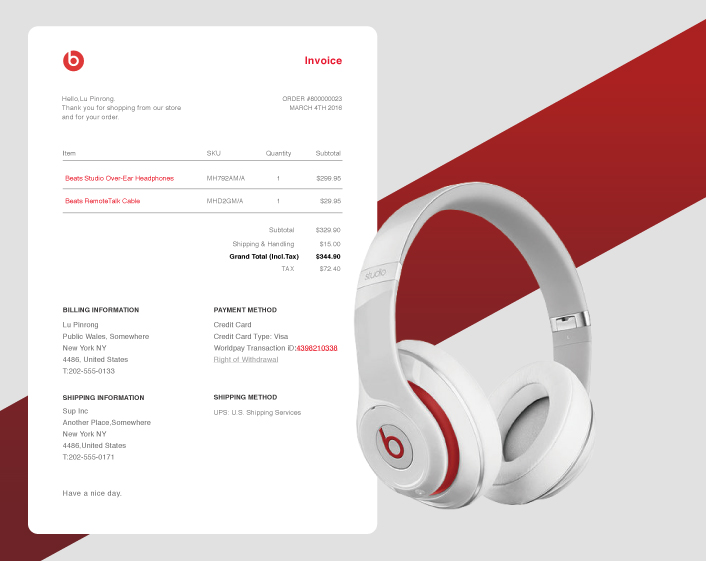 b
Invoice
Hello,Lu Pinrong.
Thank you for shopping from our store
and for your order.
ORDER #800000023
MARCH 4TH 2016
Item SKU Quantity Subtotal
Beats Studio Over-Ear Headphones MH792AM/A 1 $299.95
Beats RemoteTalk Cable MHD2GM/A 1 $29.95
Subtotal $329.90
Shipping & Handling $15.00
Grand Total (Incl.Tax) $344.90
TAX $72.40
BILLING INFORMATION
Lu Pinrong
Public Wales, Somewhere
New York NY
4486, United States
T:202-555-0133
PAYMENT METHOD
Credit Card
Credit Card Type: Visa
Worldpay Transaction ID:4398210338
Right of Withdrawal
SHIPPING INFORMATION
Sup Inc
Another Place,Somewhere
New York NY
4486,United States
T:202-555-0171
SHIPPING METHOD
UPS: U.S. Shipping Services
Have a nice day.
studio
b